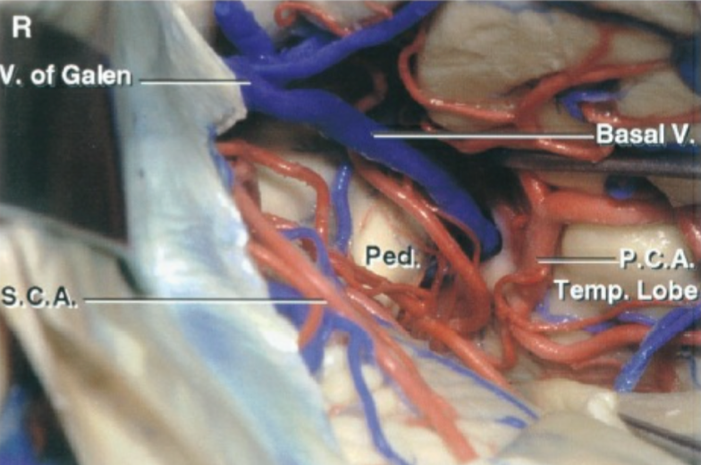 R
V. of Galen
Basal V.
Ped.
P.C.A.
S.C.A.
Temp. Lobe